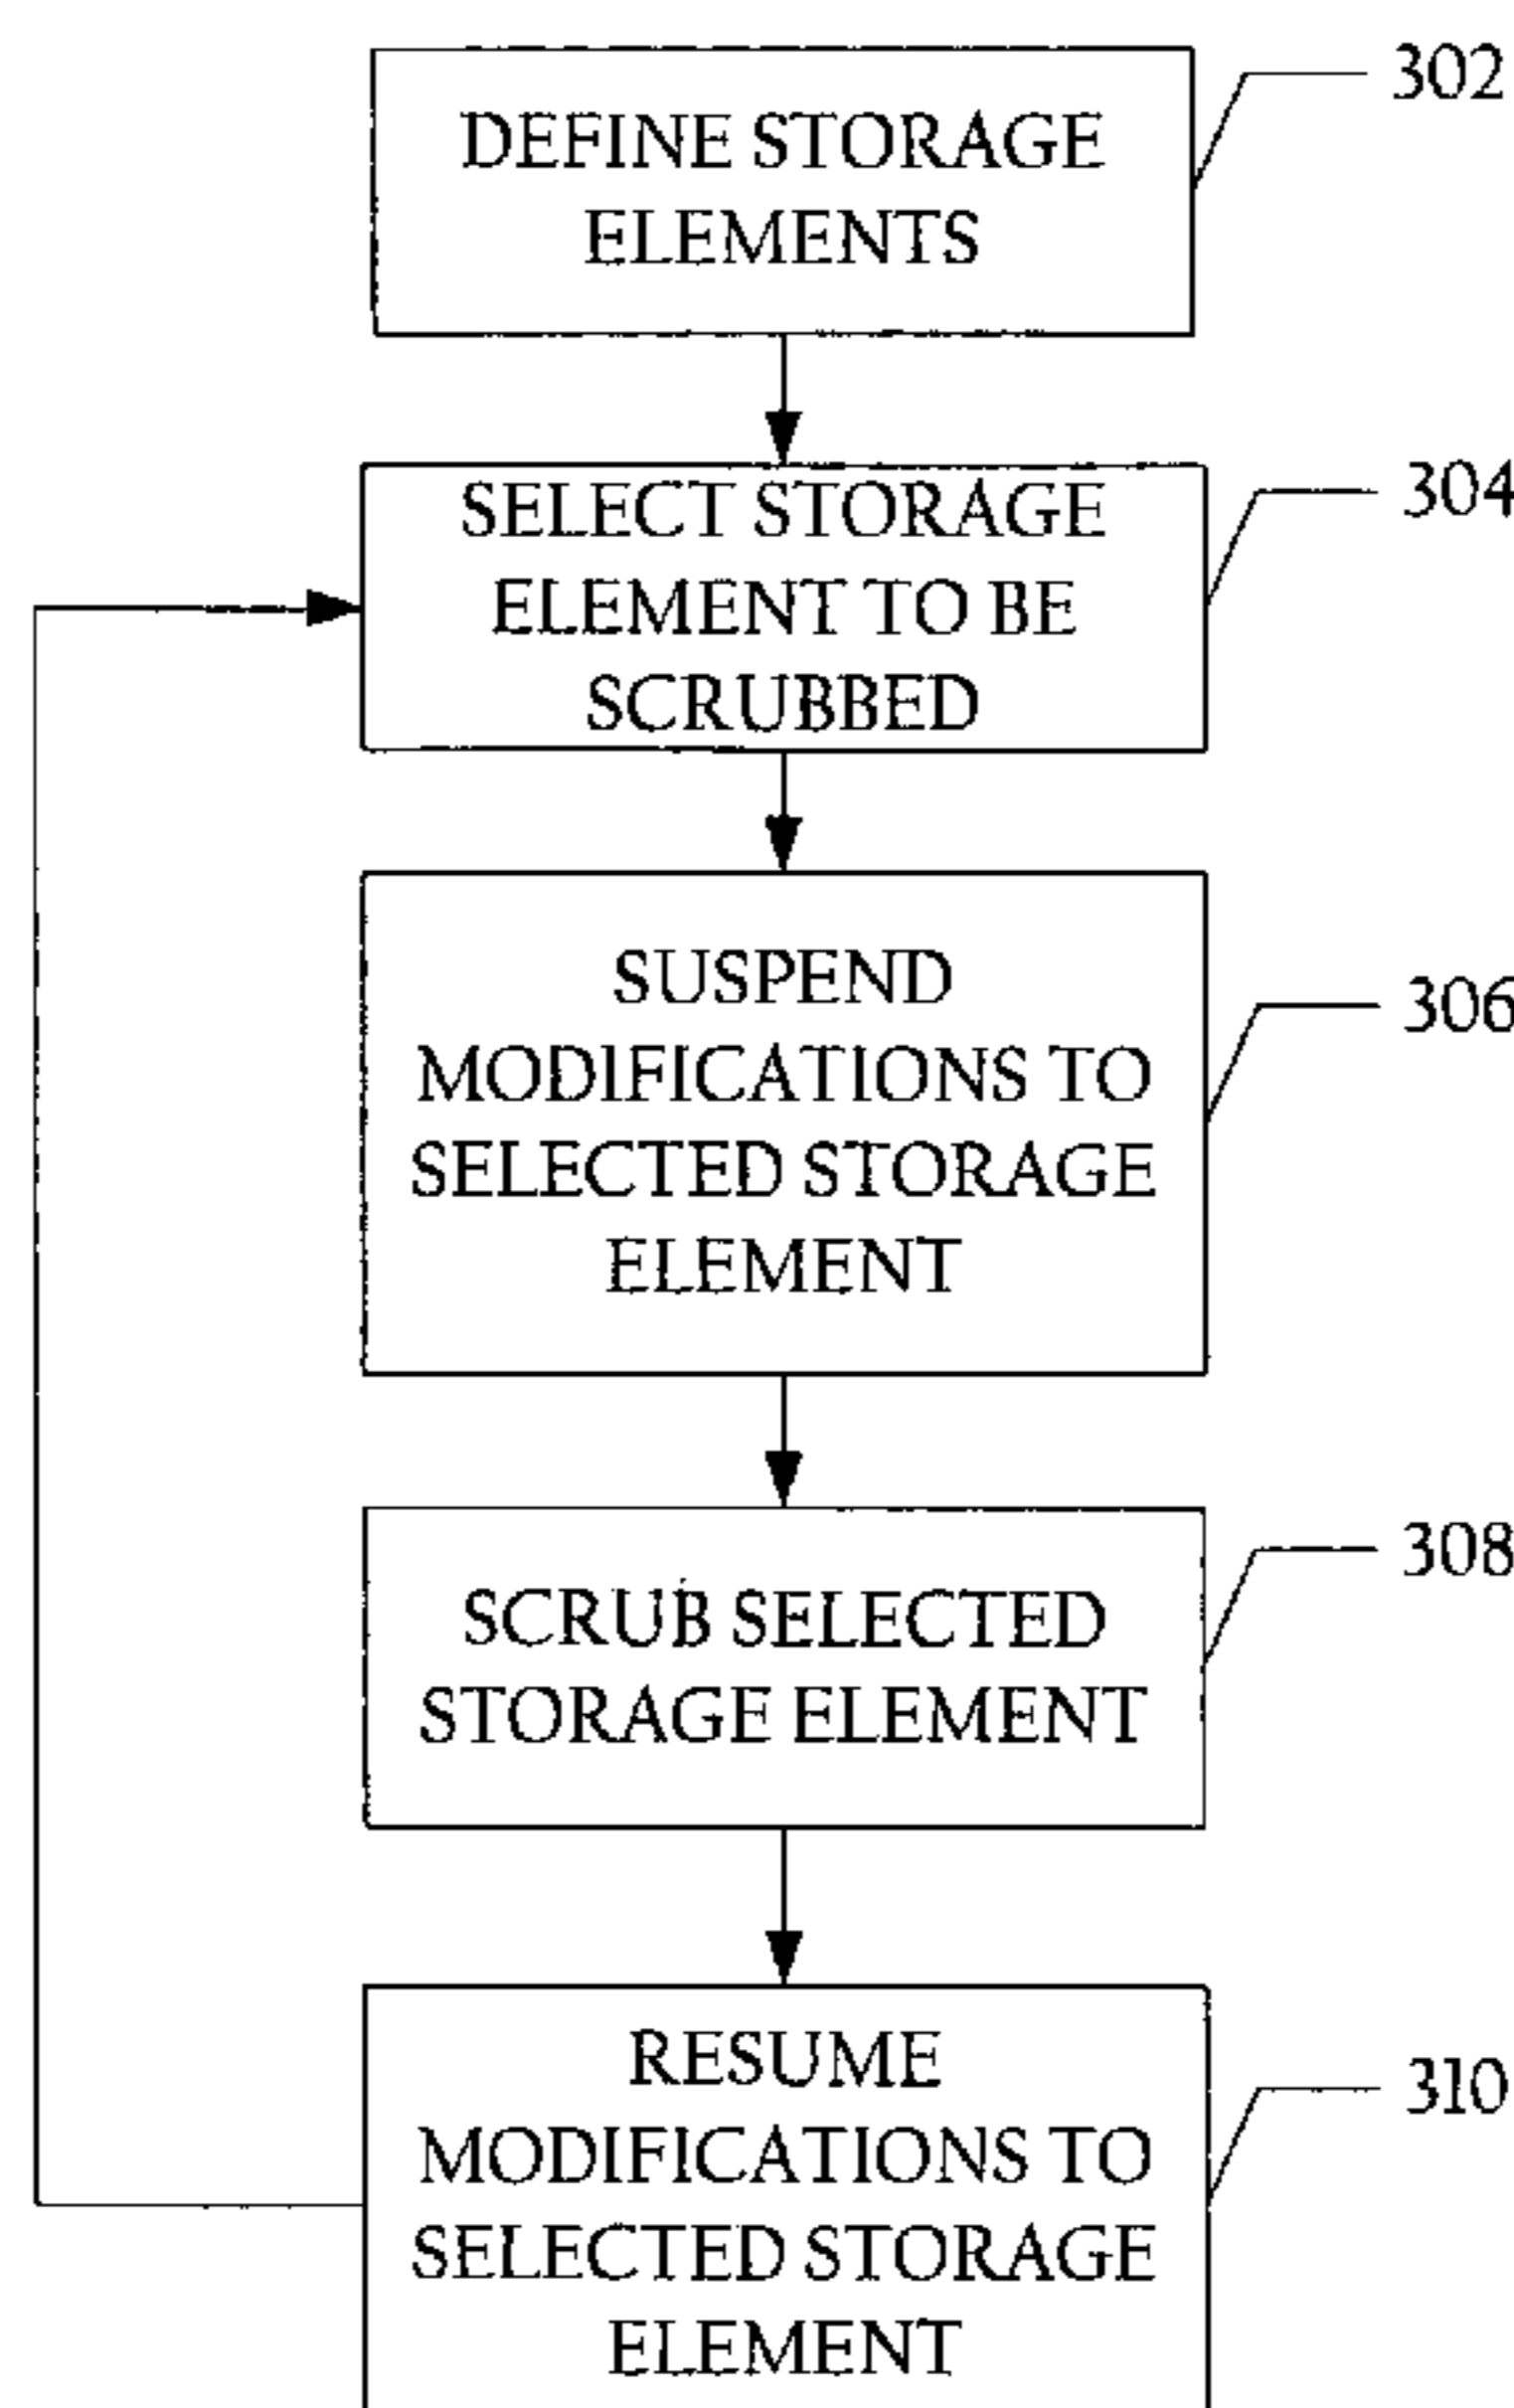 302
DEFINE STORAGE
ELEMENTS
304
SELECT STORAGE
ELEMENT TO BE
SCRUBBED
306
SUSPEND
MODIFICATIONS TO
SELECTED STORAGE
ELEMENT
308
SCRUB SELECTED
STORAGE ELEMENT
310
RESUME
MODIFICATIONS TO
SELECTED STORAGE
ELEMENT